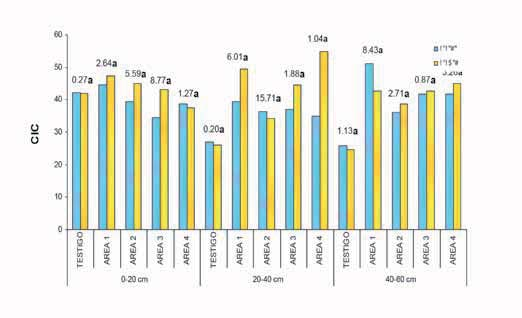 60
50
40
30
20
10
0
CIC
0.27a
2.64a
5.59a
8.77a
1.27a
0.20a
6.01a
15.71a
1.88a
1.04a
1.13a
8.43a
2.71a
0.87a
TESTIGO
AREA 1
AREA 2
AREA 3
AREA 4
TESTIGO
AREA 1
AREA 2
AREA 3
AREA 4
TESTIGO
AREA 1
AREA 2
AREA 3
AREA 4
0-20 cm
20-40 cm
40-60 cm